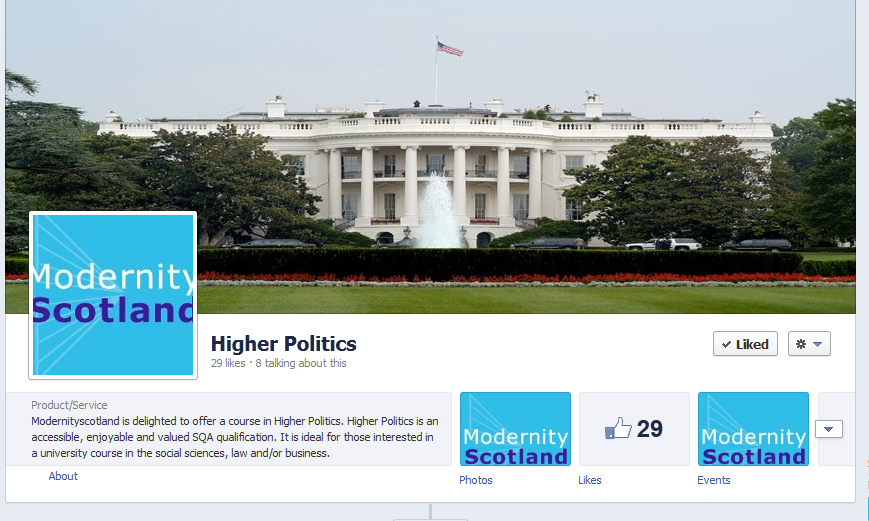 Modernity
Scotland
Higher Politics
29 likes · 8 talking about this
Liked
Product/Service
Modernityscotland is delighted to offer a course in Higher Politics. Higher Politics is an
accessible, enjoyable and valued SQA qualification. It is ideal for those interested in
a university course in the social sciences, law and/or business.
About
Modernity
Scotland
Photos
29
Likes
Modernity
Scotland
Events